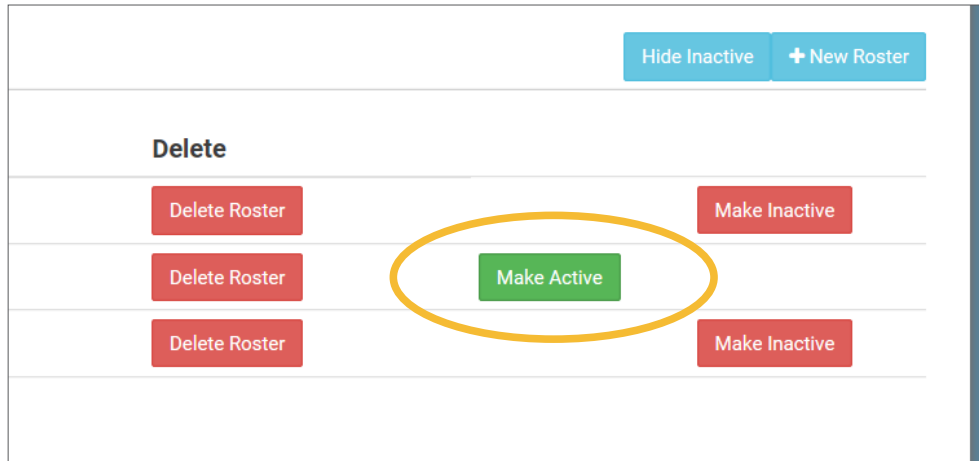 Hide Inactive + New Roster
Delete
Delete Roster Make Inactive
Delete Roster Make Active
Delete Roster Make Inactive